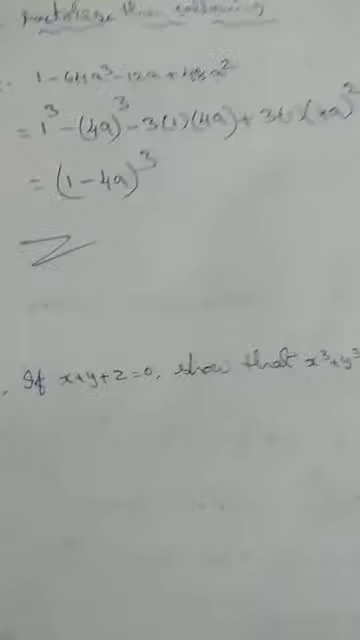 Factorise the following
1 - 64a³ - 12a + 48a²
= 1³ - (4a)³ - 3(1)(4a) + 3(1)(4a)²
= (1 - 4a)³
If x+y+z=0, show that x³+y³